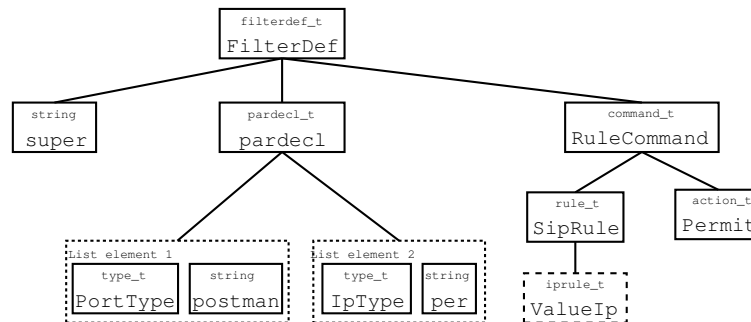 filterdef_t
FilterDef
string
super
pardecl_t
pardecl
command_t
RuleCommand
rule_t
SipRule
action_t
Permit
List element 1
type_t
PortType
string
postman
List element 2
type_t
IpType
string
per
iprule_t
ValueIp